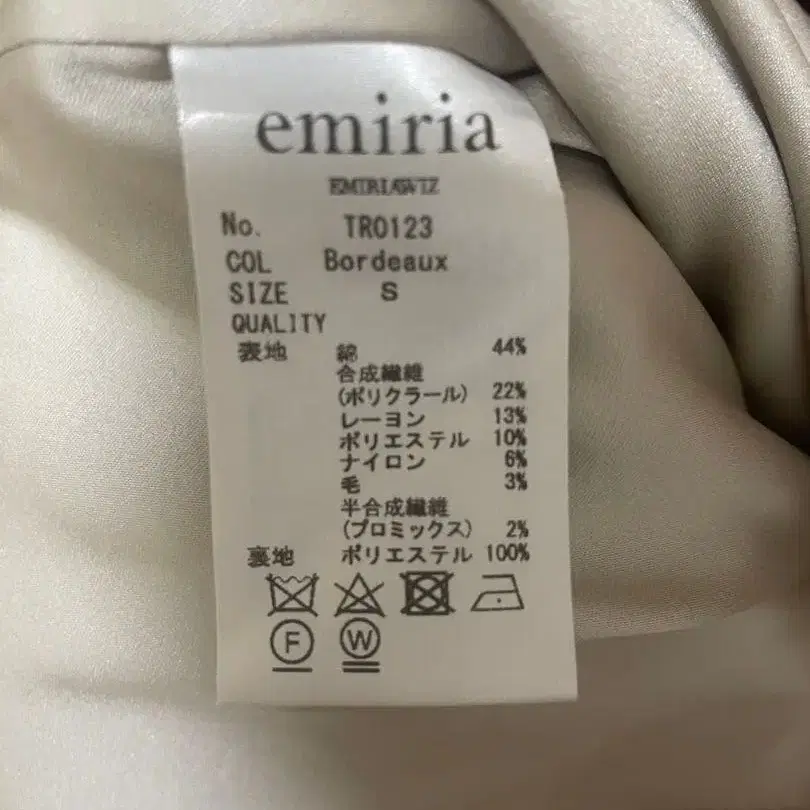 emiria
EMIRIAWIZ
No. TR0123
COL Bordeaux
SIZE S
QUALITY
表地 綿 44%
合成繊維
(ポリクラール) 22%
レーヨン 13%
ポリエステル 10%
ナイロン 6%
毛 3%
半合成繊維
(プロミックス) 2%
裏地 ポリエステル 100%
F W